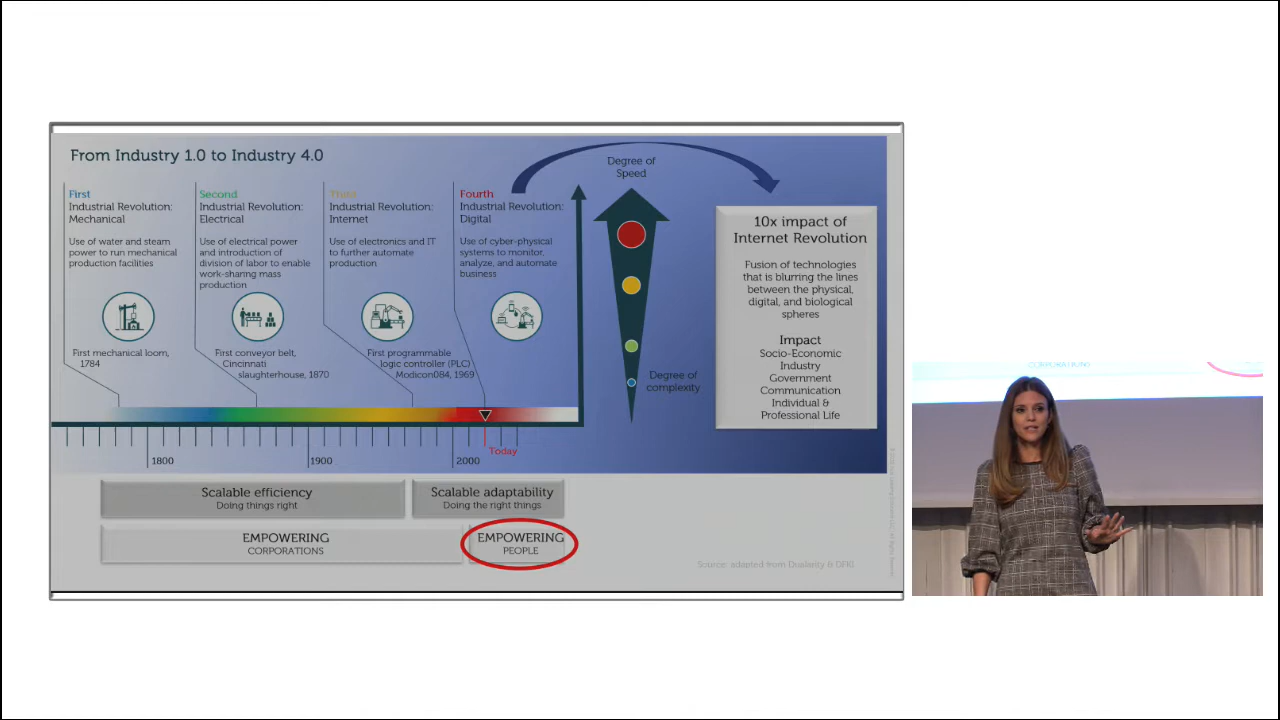 From Industry 1.0 to Industry 4.0
First
Industrial Revolution:
Mechanical
Use of water and steam
power to run mechanical
production facilities
First mechanical loom,
1784
Second
Industrial Revolution:
Electrical
Use of electrical power
and introduction of
division of labor to enable
work-sharing mass
production
First conveyor belt,
Cincinnati
slaughterhouse, 1870
Third
Industrial Revolution:
Internet
Use of electronics and IT
to further automate
production
First programmable
logic controller (PLC)
Modicon084, 1969
Fourth
Industrial Revolution:
Digital
Use of cyber-physical
systems to monitor,
analyze, and automate
business
Degree of
Speed
Degree of
complexity
10x impact of
Internet Revolution
Fusion of technologies
that is blurring the lines
between the physical,
digital, and biological
spheres
Impact
Socio-Economic
Industry
Government
Communication
Individual &
Professional Life
1800
1900
2000
Today
Scalable efficiency
Doing things right
Scalable adaptability
Doing the right things
EMPOWERING
CORPORATIONS
EMPOWERING
PEOPLE
Source: adapted from Dualarity & DFKI
CORPORATIONS